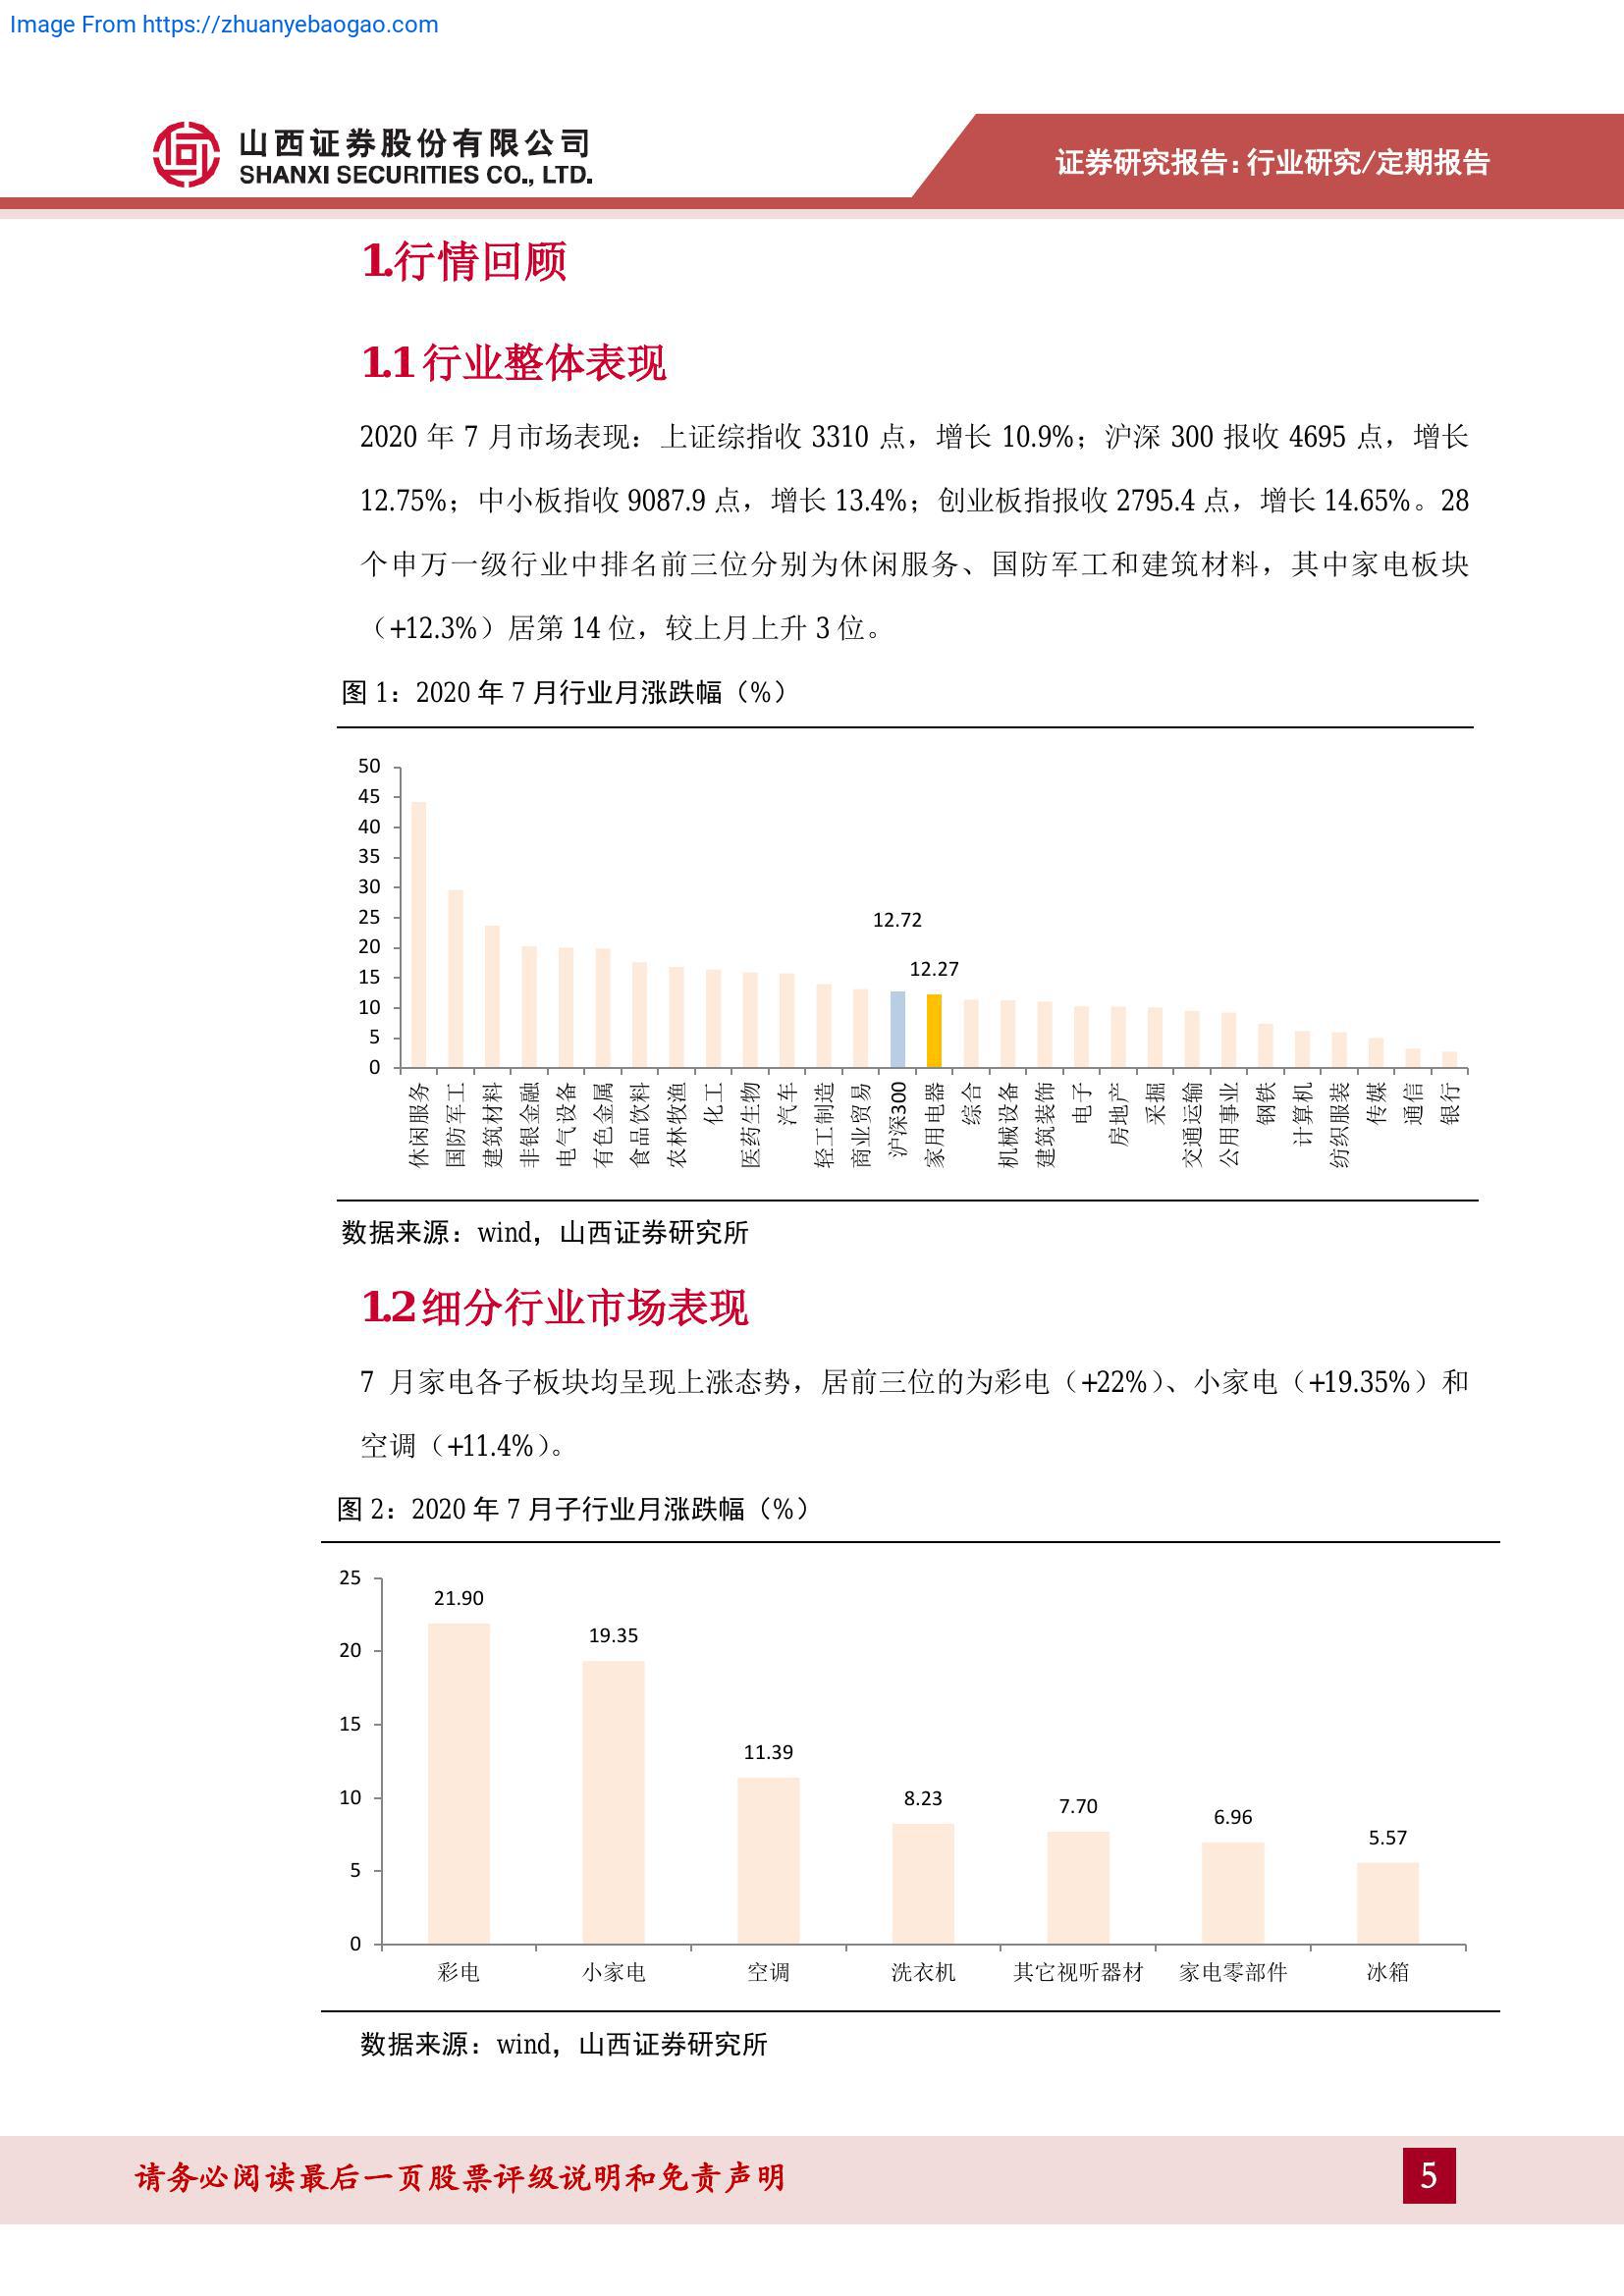 Image From https://zhuanyebaogao.com
山西证券股份有限公司
SHANXI SECURITIES CO., LTD.
证券研究报告：行业研究/定期报告
1.行情回顾
1.1 行业整体表现
2020 年 7 月市场表现：上证综指收 3310 点，增长 10.9%；沪深 300 报收 4695 点，增长
12.75%；中小板指收 9087.9 点，增长 13.4%；创业板指报收 2795.4 点，增长 14.65%。28
个申万一级行业中排名前三位分别为休闲服务、国防军工和建筑材料，其中家电板块
（+12.3%）居第 14 位，较上月上升 3 位。
图 1：2020 年 7 月行业月涨跌幅（%）
50
45
40
35
30
25
20
15
10
5
0
12.72
12.27
休闲服务
国防军工
建筑材料
非银金融
电气设备
有色金属
食品饮料
农林牧渔
化工
医药生物
汽车
轻工制造
商业贸易
沪深300
家用电器
综合
机械设备
建筑装饰
电子
房地产
采掘
交通运输
公用事业
钢铁
计算机
纺织服装
传媒
通信
银行
数据来源：wind，山西证券研究所
1.2 细分行业市场表现
7 月家电各子板块均呈现上涨态势，居前三位的为彩电（+22%）、小家电（+19.35%）和
空调（+11.4%）。
图 2：2020 年 7 月子行业月涨跌幅（%）
25
20
15
10
5
0
21.90
19.35
11.39
8.23
7.70
6.96
5.57
彩电
小家电
空调
洗衣机
其它视听器材
家电零部件
冰箱
数据来源：wind，山西证券研究所
请务必阅读最后一页股票评级说明和免责声明
5